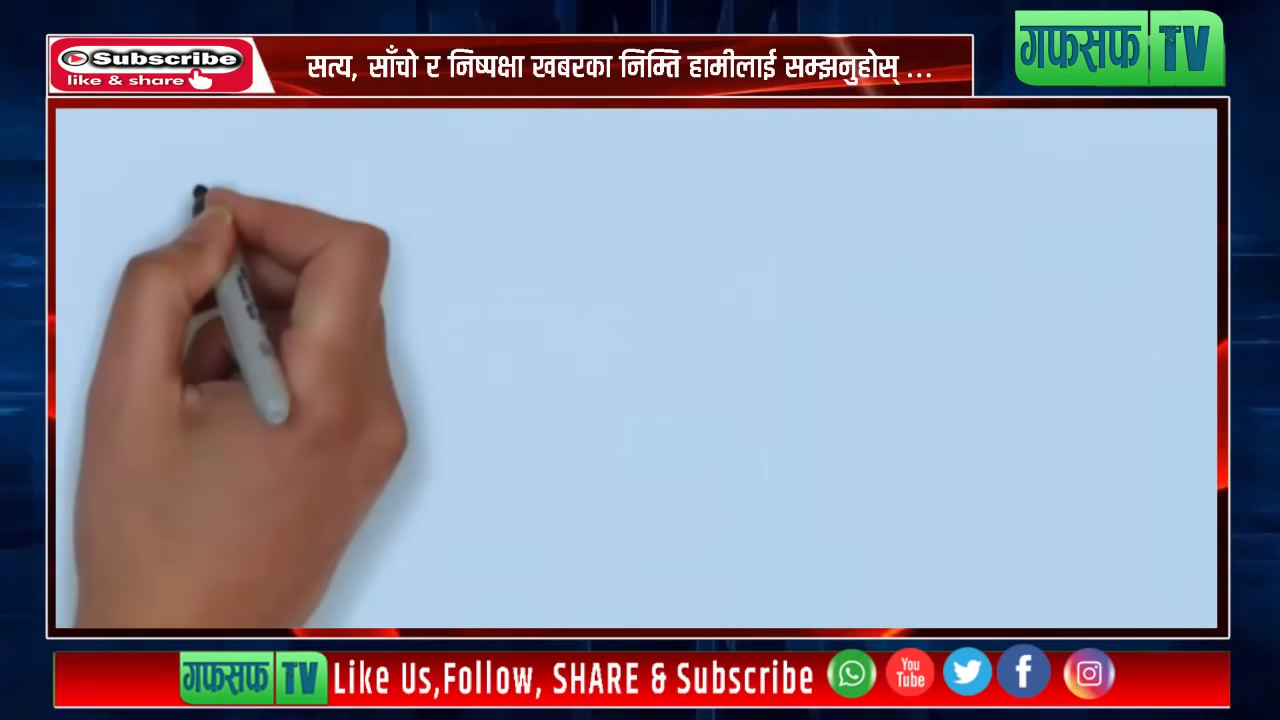 Subscribe
like & share
सत्य, साँचो र निष्पक्षा खबरका निम्ति हामीलाई सम्झनुहोस् ...
गफसफ TV
गफसफ TV Like Us,Follow, SHARE & Subscribe
You
Tube